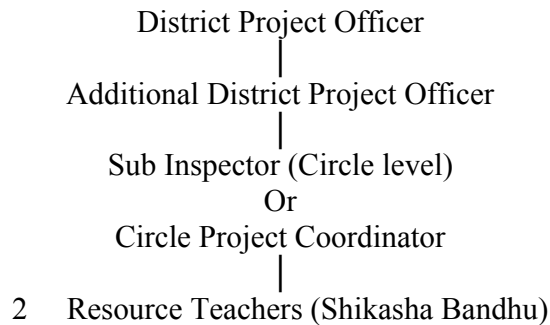 District Project Officer
Additional District Project Officer
Sub Inspector (Circle level)
Or
Circle Project Coordinator
2 Resource Teachers (Shikasha Bandhu)